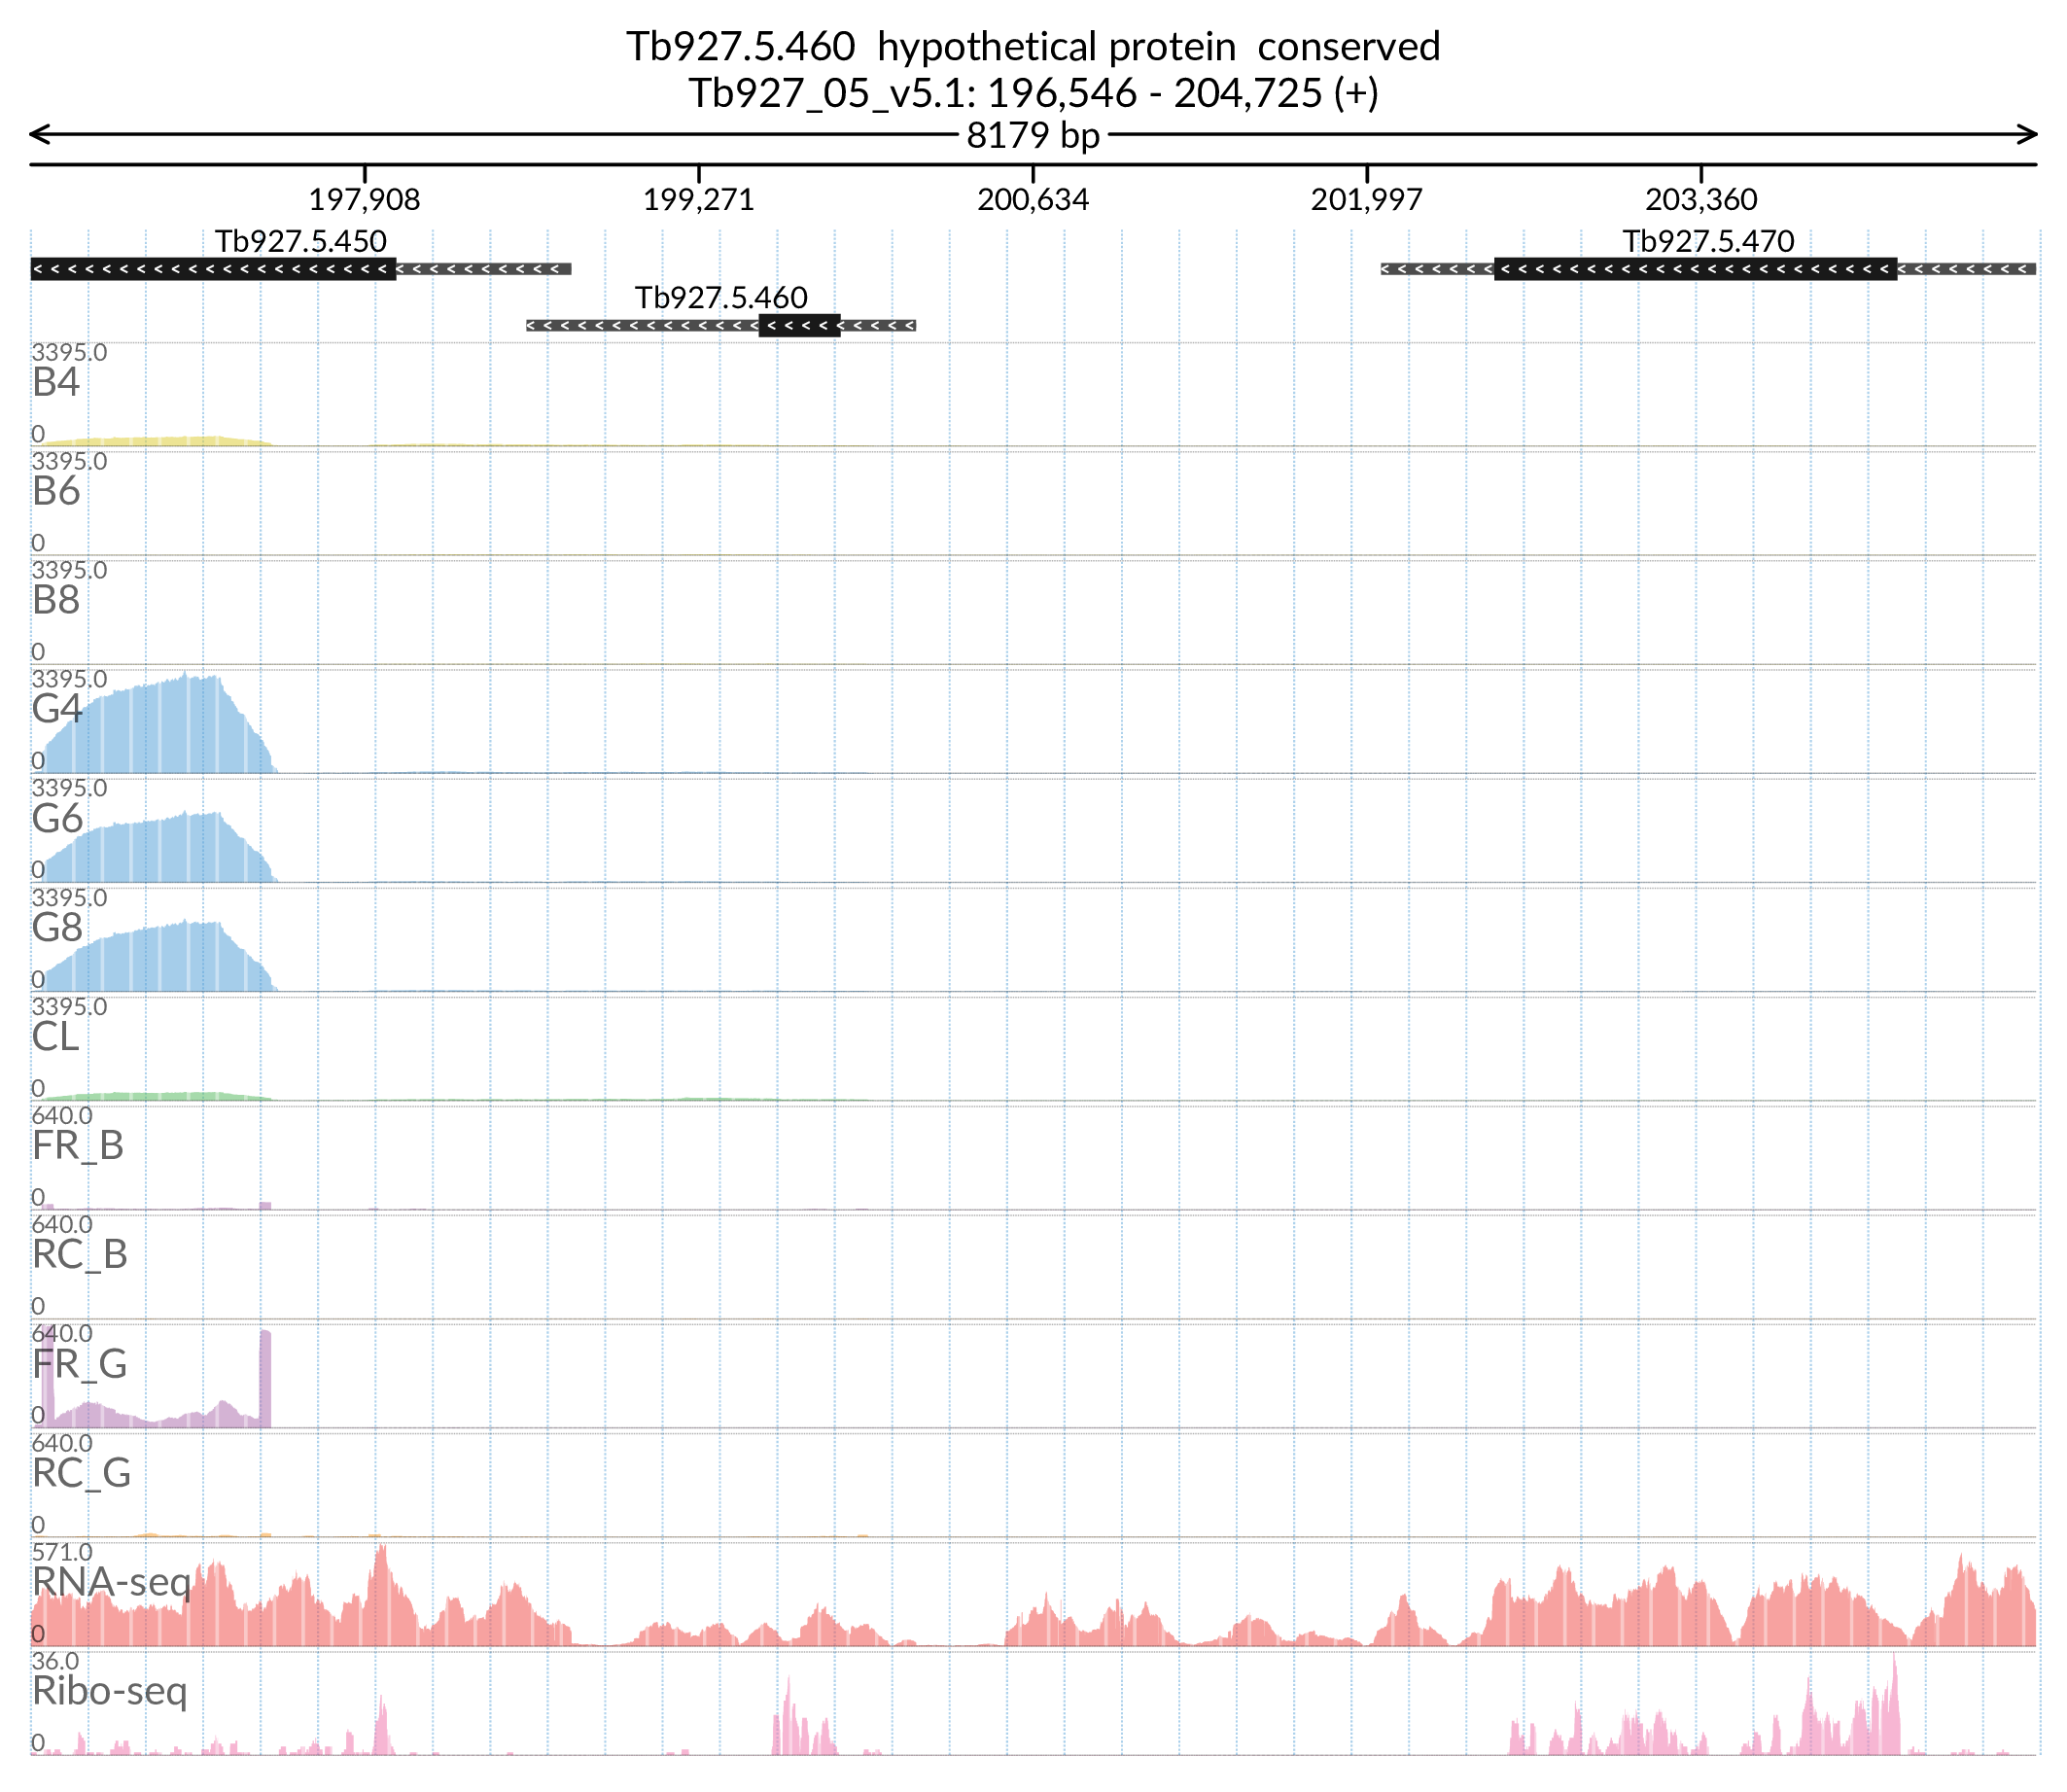 Tb927.5.460 hypothetical protein conserved
Tb927_05_v5.1: 196,546 - 204,725 (+)
8179 bp
197,908 199,271 200,634 201,997 203,360
Tb927.5.450 Tb927.5.470
Tb927.5.460
3395.0
B4
0
3395.0
B6
0
3395.0
B8
0
3395.0
G4
0
3395.0
G6
0
3395.0
G8
0
3395.0
CL
0
640.0
FR_B
0
640.0
RC_B
0
640.0
FR_G
0
640.0
RC_G
0
571.0
RNA-seq
0
36.0
Ribo-seq
0